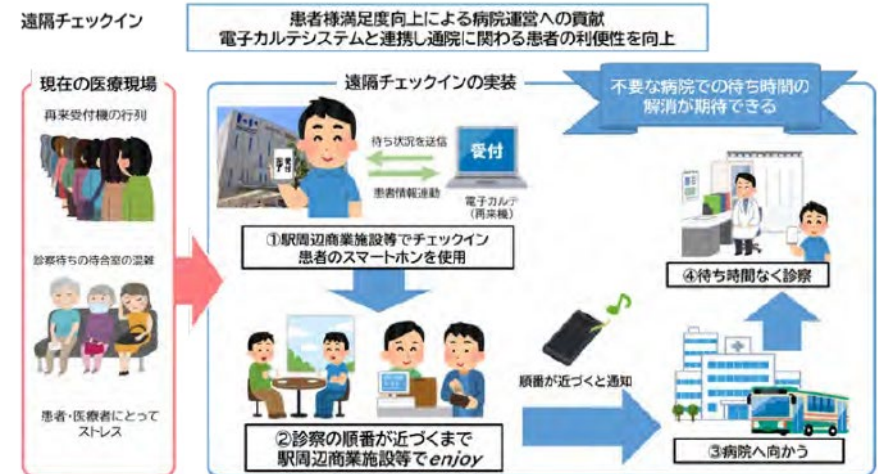 遠隔チェックイン
患者様満足度向上による病院運営への貢献
電子カルテシステムと連携し通院に関わる患者の利便性を向上
現在の医療現場
再来受付機の行列
診察待ちの待合室の混雑
患者・医療者にとって
ストレス
遠隔チェックインの実装
不要な病院での待ち時間の
解消が期待できる
待ち状況を送信
受付
患者情報連動
電子カルテ
(再来機)
①駅周辺商業施設等でチェックイン
患者のスマートホンを使用
②診察の順番が近づくまで
駅周辺商業施設等でenjoy
順番が近づくと通知
③病院へ向かう
④待ち時間なく診察